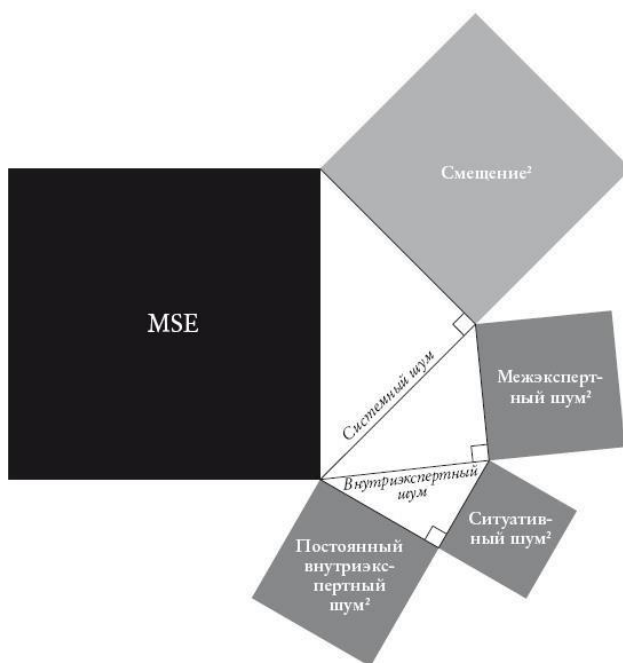 Смещение²
MSE
Системный шум
Межэксперт-
ный шум²
Внутриэкспертный
шум
Ситуатив-
ный шум²
Постоянный
внутриэкс-
пертный
шум²